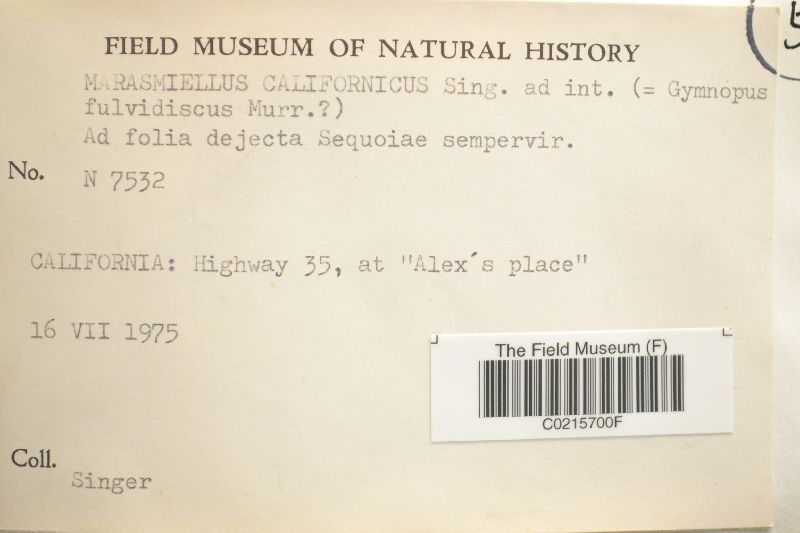 FIELD MUSEUM OF NATURAL HISTORY
MARASMIELLUS CALIFORNICUS Sing. ad int. (= Gymnopus
fulvidiscus Murr.?)
Ad folia dejecta Sequoiae sempervir.
No. N 7532
CALIFORNIA: Highway 35, at "Alex's place"
16 VII 1975
The Field Museum (F)
C0215700F
Coll. Singer